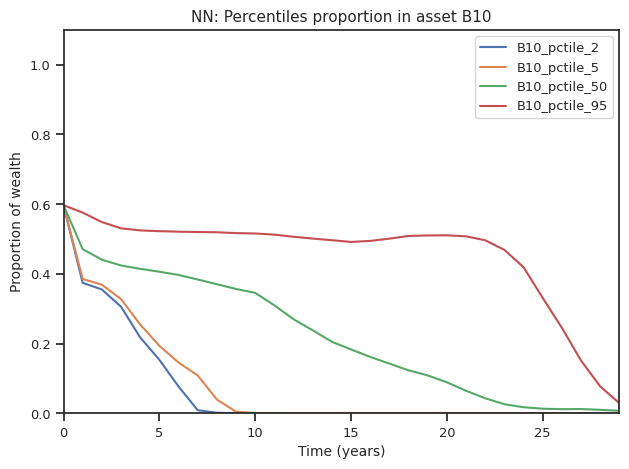 NN: Percentiles proportion in asset B10
B10_pctile_2
B10_pctile_5
B10_pctile_50
B10_pctile_95
Proportion of wealth
1.0
0.8
0.6
0.4
0.2
0.0
0 5 10 15 20 25
Time (years)